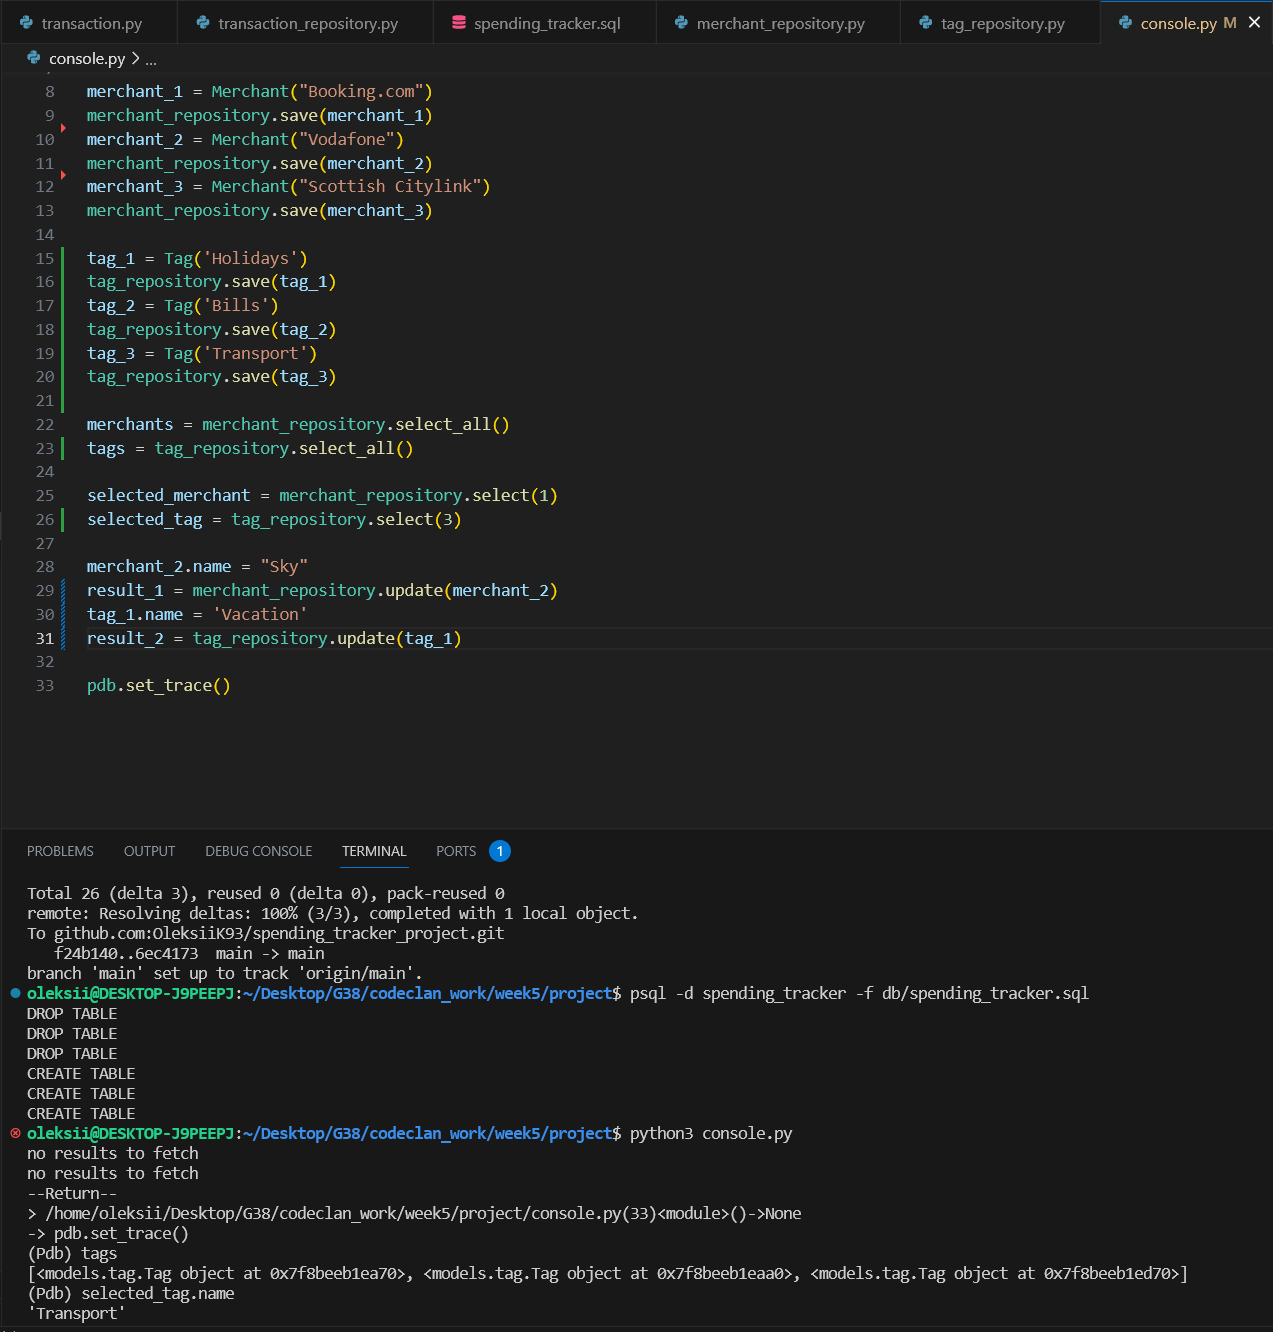 transaction.py transaction_repository.py spending_tracker.sql merchant_repository.py tag_repository.py console.py M
console.py > ...
8 merchant_1 = Merchant("Booking.com")
9 merchant_repository.save(merchant_1)
10 merchant_2 = Merchant("Vodafone")
11 merchant_repository.save(merchant_2)
12 merchant_3 = Merchant("Scottish Citylink")
13 merchant_repository.save(merchant_3)
14
15 tag_1 = Tag('Holidays')
16 tag_repository.save(tag_1)
17 tag_2 = Tag('Bills')
18 tag_repository.save(tag_2)
19 tag_3 = Tag('Transport')
20 tag_repository.save(tag_3)
21
22 merchants = merchant_repository.select_all()
23 tags = tag_repository.select_all()
24
25 selected_merchant = merchant_repository.select(1)
26 selected_tag = tag_repository.select(3)
27
28 merchant_2.name = "Sky"
29 result_1 = merchant_repository.update(merchant_2)
30 tag_1.name = 'Vacation'
31 result_2 = tag_repository.update(tag_1)
32
33 pdb.set_trace()
PROBLEMS OUTPUT DEBUG CONSOLE TERMINAL PORTS 1
Total 26 (delta 3), reused 0 (delta 0), pack-reused 0
remote: Resolving deltas: 100% (3/3), completed with 1 local object.
To github.com:OleksiiK93/spending_tracker_project.git
f24b140..6ec4173 main -> main
branch 'main' set up to track 'origin/main'.
oleksii@DESKTOP-J9PEEPJ:~/Desktop/G38/codeclan_work/week5/project$ psql -d spending_tracker -f db/spending_tracker.sql
DROP TABLE
DROP TABLE
DROP TABLE
CREATE TABLE
CREATE TABLE
CREATE TABLE
oleksii@DESKTOP-J9PEEPJ:~/Desktop/G38/codeclan_work/week5/project$ python3 console.py
no results to fetch
no results to fetch
--Return--
> /home/oleksii/Desktop/G38/codeclan_work/week5/project/console.py(33)<module>()->None
-> pdb.set_trace()
(Pdb) tags
[<models.tag.Tag object at 0x7f8beeb1ea70>, <models.tag.Tag object at 0x7f8beeb1eaa0>, <models.tag.Tag object at 0x7f8beeb1ed70>]
(Pdb) selected_tag.name
'Transport'